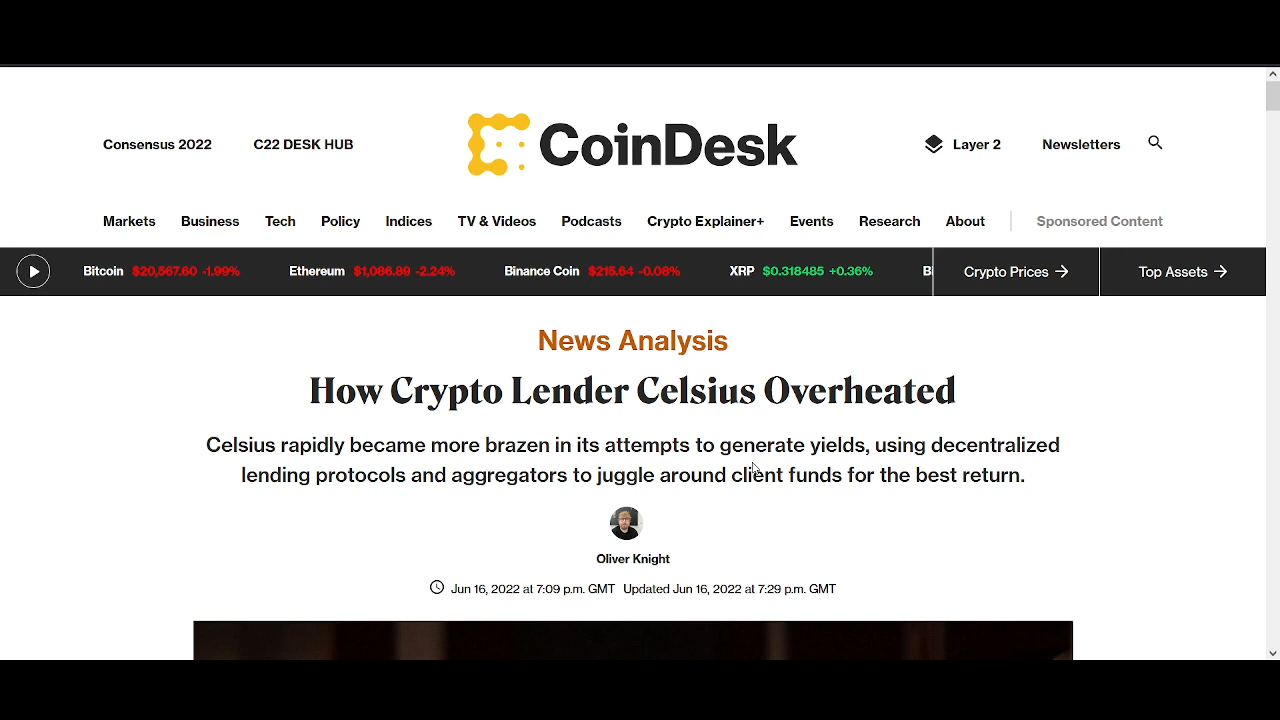 Consensus 2022 C22 DESK HUB CoinDesk Layer 2 Newsletters
Markets Business Tech Policy Indices TV & Videos Podcasts Crypto Explainer+ Events Research About Sponsored Content
Bitcoin $20,567.60 -1.99% Ethereum $1,086.89 -2.24% Binance Coin $215.64 -0.08% XRP $0.318485 +0.36% Crypto Prices → Top Assets →
News Analysis
How Crypto Lender Celsius Overheated
Celsius rapidly became more brazen in its attempts to generate yields, using decentralized
lending protocols and aggregators to juggle around client funds for the best return.
Oliver Knight
Jun 16, 2022 at 7:09 p.m. GMT Updated Jun 16, 2022 at 7:29 p.m. GMT